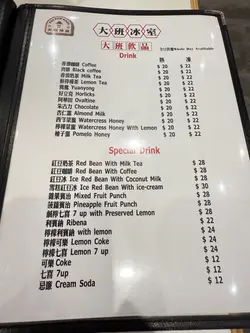 大班冰室
大班飲品
Drink
熱 凍
香濃咖啡 Coffee $ 20 $ 22
齋啡 Black coffee $ 20 $ 22
香滑奶茶 Milk Tea $ 20 $ 22
鮮檸檬茶 Lemon Tea $ 20 $ 22
鴛鴦 Yuanyong $ 20 $ 22
好立克 Horlicks $ 20 $ 22
阿華田 Ovaltine $ 20 $ 22
朱古力 Chocolate $ 20 $ 22
杏仁霜 Almond Milk $ 20 $ 22
西洋菜蜜 Watercress Honey $ 20 $ 22
檸檬菜蜜 Watercress Honey With Lemon $ 20 $ 22
柚子蜜 Pomelo Honey $ 20 $ 22
Special Drink
紅豆奶茶 Red Bean With Milk Tea $ 28
紅豆咖啡 Red Bean With Coffee $ 28
紅豆冰 Ice Red Bean With Coconut Milk $ 28
雪糕紅豆冰 Ice Red Bean With ice-cream $ 30
雜果賓治 Mixed Fruit Punch $ 28
菠蘿賓治 Pineapple Fruit Punch $ 28
鹹檸七喜 7 up with Preserved Lemon $ 28
利賓納 Ribena $ 24
檸檬利賓納 with Lemon $ 24
檸檬可樂 Lemon Coke $ 24
檸檬七喜 Lemon 7up $ 24
可樂 Coke $ 12
七喜 7up $ 12
忌廉 Cream Soda $ 12